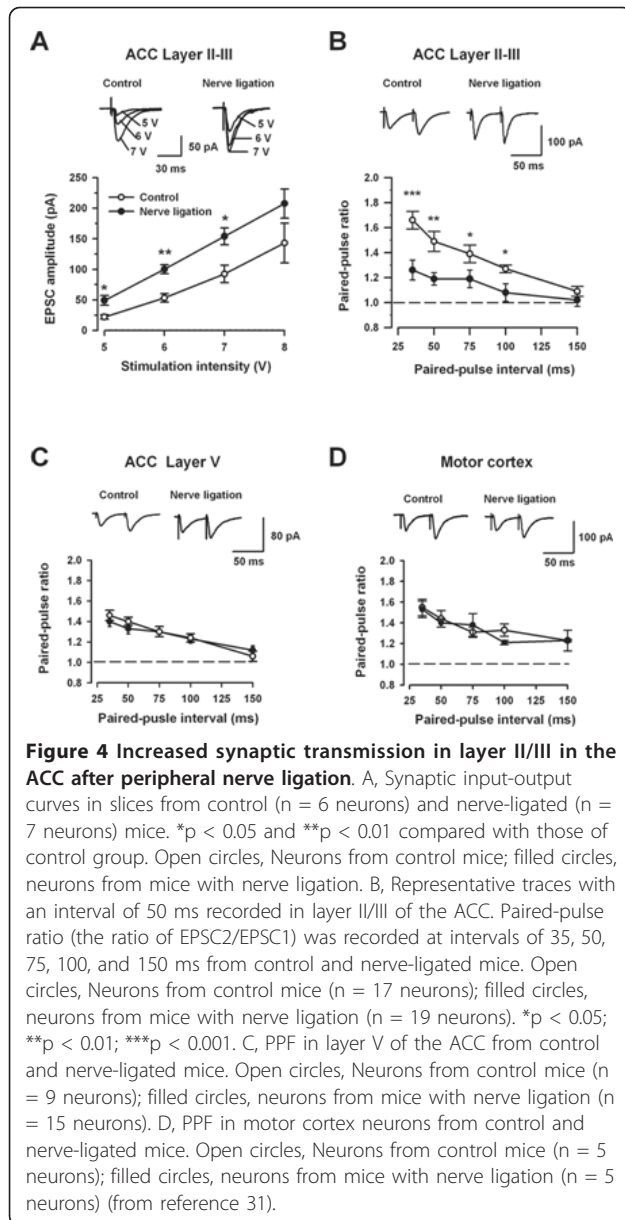 A
ACC Layer II-III
Control
Nerve ligation
5 V
6 V
7 V
50 pA
30 ms
5 V
6 V
7 V
EPSC amplitude (pA)
250
225
200
175
150
125
100
75
50
25
0
Control
Nerve ligation
*
**
*
5 6 7 8
Stimulation intensity (V)
B
ACC Layer II-III
Control
Nerve ligation
100 pA
50 ms
Paired-pulse ratio
2.0
1.8
1.6
1.4
1.2
1.0
0.8
***
**
*
*
25 50 75 100 125 150
Paired-pulse interval (ms)
C
ACC Layer V
Control
Nerve ligation
80 pA
50 ms
Paired-pulse ratio
2.0
1.8
1.6
1.4
1.2
1.0
0.8
25 50 75 100 125 150
Paired-pusle interval (ms)
D
Motor cortex
Control
Nerve ligation
100 pA
50 ms
Paired-pulse ratio
2.0
1.8
1.6
1.4
1.2
1.0
0.8
25 50 75 100 125 150
Paired-pulse interval (ms)
Figure 4 Increased synaptic transmission in layer II/III in the
ACC after peripheral nerve ligation. A, Synaptic input-output
curves in slices from control (n = 6 neurons) and nerve-ligated (n =
7 neurons) mice. *p < 0.05 and **p < 0.01 compared with those of
control group. Open circles, Neurons from control mice; filled circles,
neurons from mice with nerve ligation. B, Representative traces with
an interval of 50 ms recorded in layer II/III of the ACC. Paired-pulse
ratio (the ratio of EPSC2/EPSC1) was recorded at intervals of 35, 50,
75, 100, and 150 ms from control and nerve-ligated mice. Open
circles, Neurons from control mice (n = 17 neurons); filled circles,
neurons from mice with nerve ligation (n = 19 neurons). *p < 0.05;
**p < 0.01; ***p < 0.001. C, PPF in layer V of the ACC from control
and nerve-ligated mice. Open circles, Neurons from control mice (n
= 9 neurons); filled circles, neurons from mice with nerve ligation (n
= 15 neurons). D, PPF in motor cortex neurons from control and
nerve-ligated mice. Open circles, Neurons from control mice (n = 5
neurons); filled circles, neurons from mice with nerve ligation (n = 5
neurons) (from reference 31).